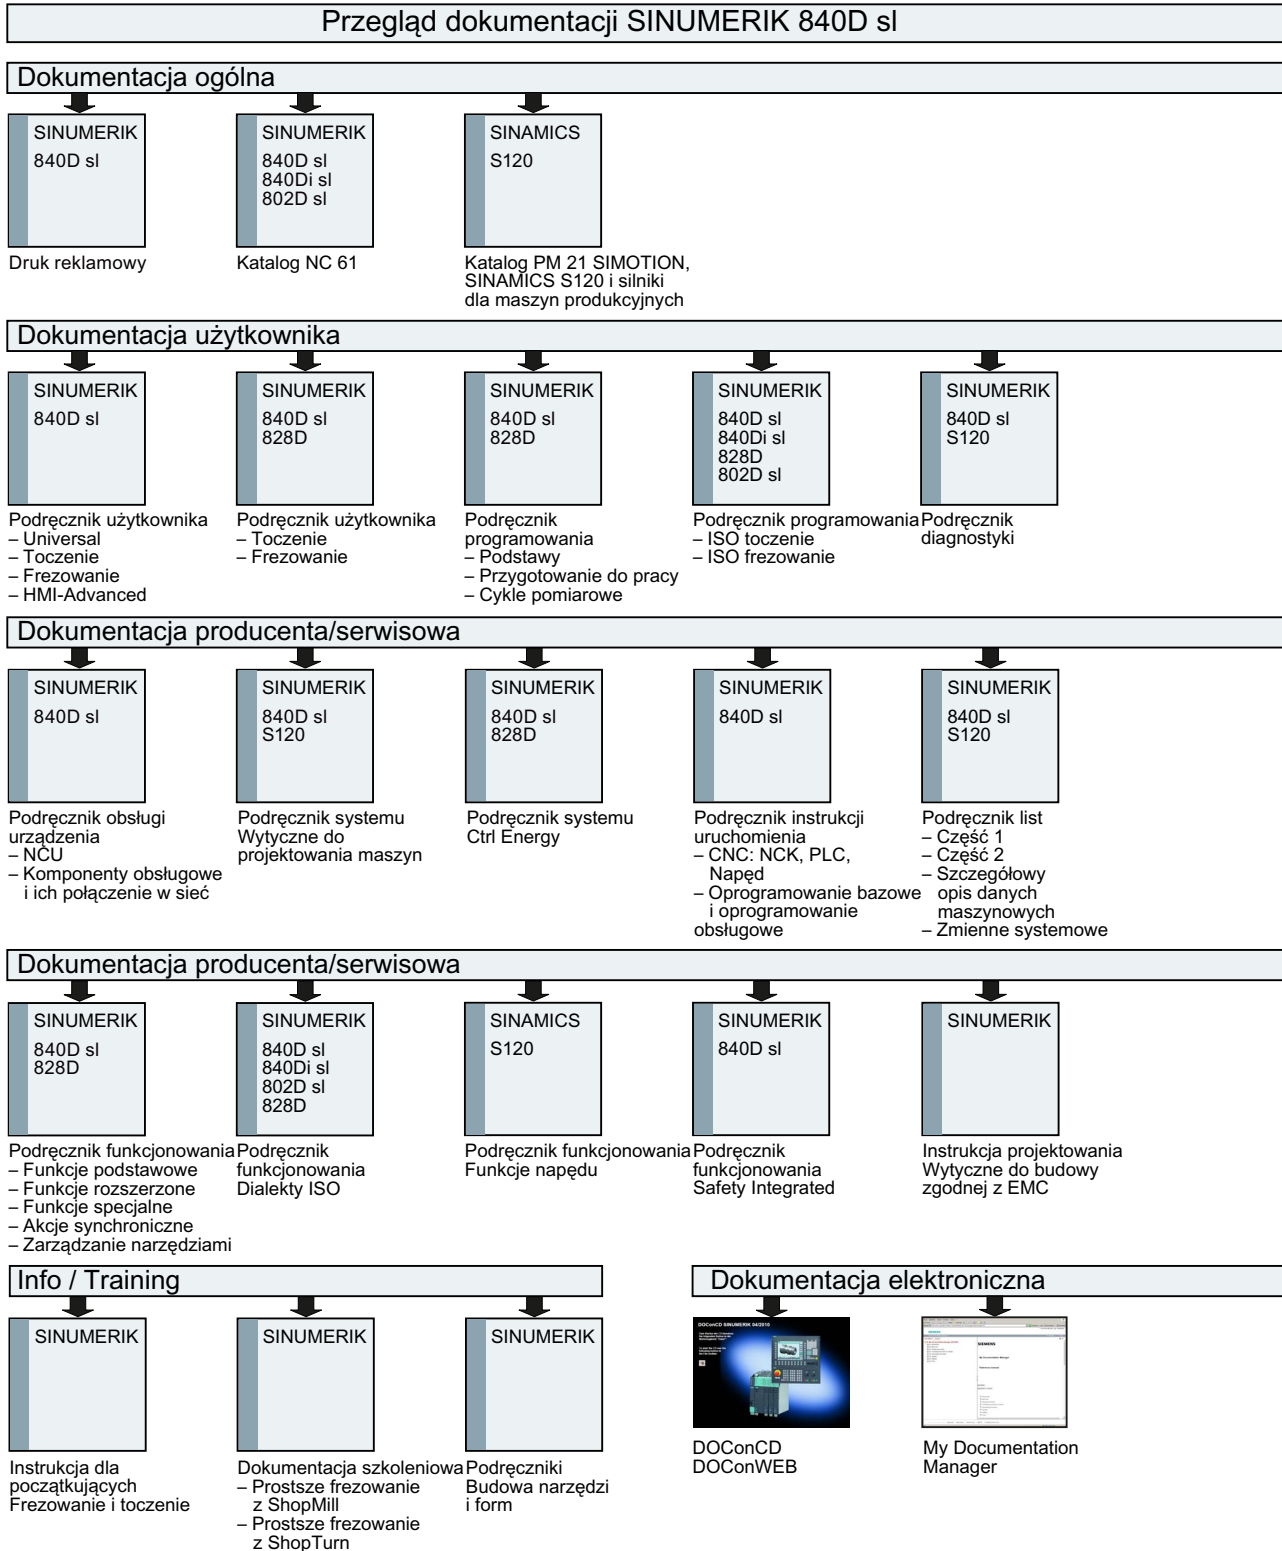 Przegląd dokumentacji SINUMERIK 840D sl
Dokumentacja ogólna
SINUMERIK
840D sl
Druk reklamowy
SINUMERIK
840D sl
840Di sl
802D sl
Katalog NC 61
SINAMICS
S120
Katalog PM 21 SIMOTION,
SINAMICS S120 i silniki
dla maszyn produkcyjnych
Dokumentacja użytkownika
SINUMERIK
840D sl
Podręcznik użytkownika
– Universal
– Toczenie
– Frezowanie
– HMI-Advanced
SINUMERIK
840D sl
828D
Podręcznik użytkownika
– Toczenie
– Frezowanie
SINUMERIK
840D sl
828D
Podręcznik
programowania
– Podstawy
– Przygotowanie do pracy
– Cykle pomiarowe
SINUMERIK
840D sl
840Di sl
828D
802D sl
Podręcznik programowania
– ISO toczenie
– ISO frezowanie
SINUMERIK
840D sl
S120
Podręcznik
diagnostyki
Dokumentacja producenta/serwisowa
SINUMERIK
840D sl
Podręcznik obsługi
urządzenia
– NCU
– Komponenty obsługowe
i ich połączenie w sieć
SINUMERIK
840D sl
S120
Podręcznik systemu
Wytyczne do
projektowania maszyn
SINUMERIK
840D sl
828D
Podręcznik systemu
Ctrl Energy
SINUMERIK
840D sl
Podręcznik instrukcji
uruchomienia
– CNC: NCK, PLC,
Napęd
– Oprogramowanie bazowe
i oprogramowanie
obsługowe
SINUMERIK
840D sl
S120
Podręcznik list
– Część 1
– Część 2
– Szczegółowy
opis danych
maszynowych
– Zmienne systemowe
Dokumentacja producenta/serwisowa
SINUMERIK
840D sl
828D
Podręcznik funkcjonowania
– Funkcje podstawowe
– Funkcje rozszerzone
– Funkcje specjalne
– Akcje synchroniczne
– Zarządzanie narzędziami
SINUMERIK
840D sl
840Di sl
802D sl
828D
Podręcznik
funkcjonowania
Dialekty ISO
SINAMICS
S120
Podręcznik funkcjonowania
Funkcje napędu
SINUMERIK
840D sl
Podręcznik
funkcjonowania
Safety Integrated
SINUMERIK
Instrukcja projektowania
Wytyczne do budowy
zgodnej z EMC
Info / Training
SINUMERIK
Instrukcja dla
początkujących
Frezowanie i toczenie
SINUMERIK
Dokumentacja szkoleniowa
– Prostsze frezowanie
z ShopMill
– Prostsze frezowanie
z ShopTurn
SINUMERIK
Podręczniki
Budowa narzędzi
i form
Dokumentacja elektroniczna
DOConCD SINUMERIK 04/2010
DOConCD
DOConWEB
SIEMENS
My Documentation Manager
My Documentation
Manager